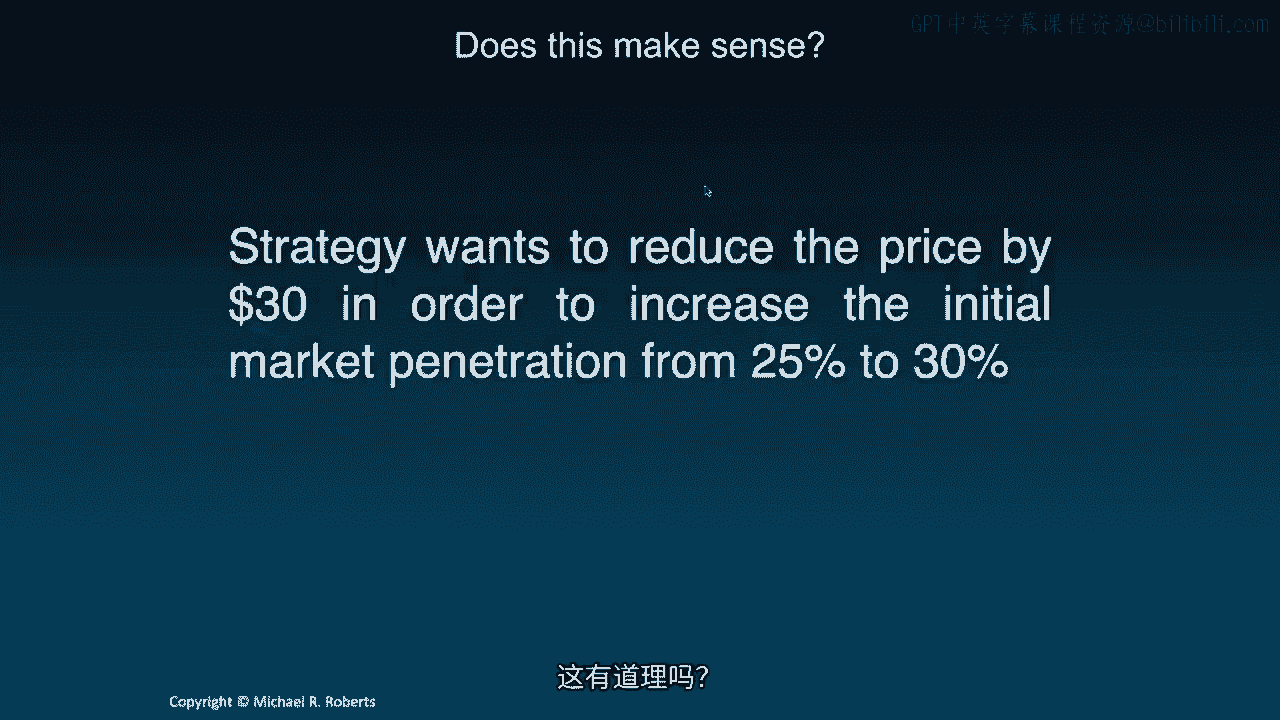 GPT中英字幕课程资源@bilibili.com
Does this make sense?
Strategy wants to reduce the price by
$30 in order to increase the initial
market penetration from 25% to 30%
这有道理吗?
Copyright © Michael R. Roberts